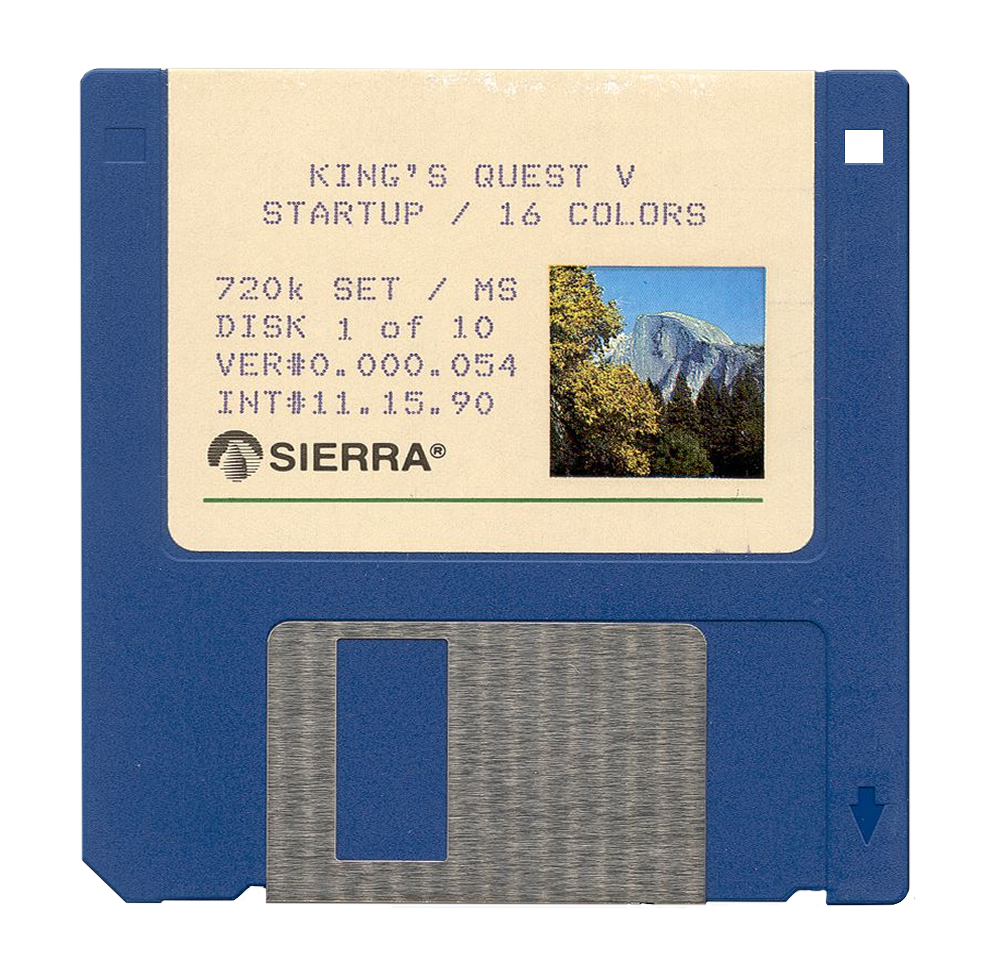 KING'S QUEST V
STARTUP / 16 COLORS
720k SET / MS
DISK 1 of 10
VER#0.000.054
INT#11.15.90
SIERRA®